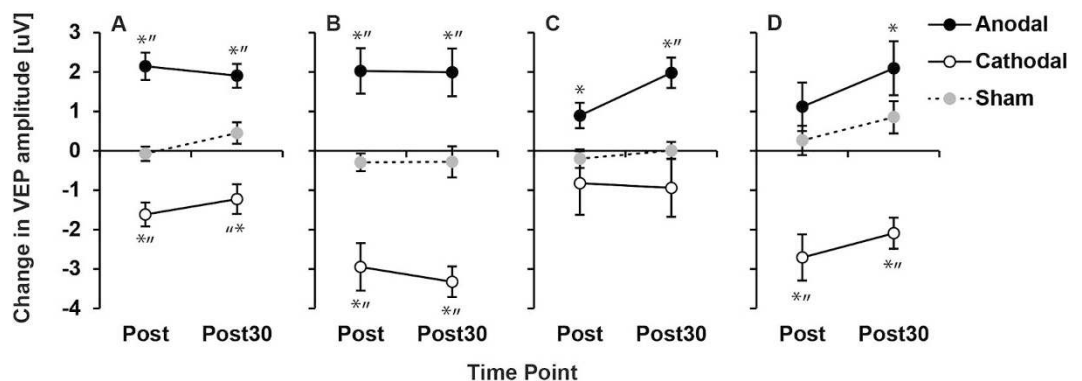 A B C D
Change in VEP amplitude [uV]
3
2
1
0
-1
-2
-3
-4
*″ *″
*″ *″
* *″
*
Anodal
Cathodal
Sham
*″ “*
*″ *″
*″ *″
Post Post30 Post Post30 Post Post30 Post Post30
Time Point